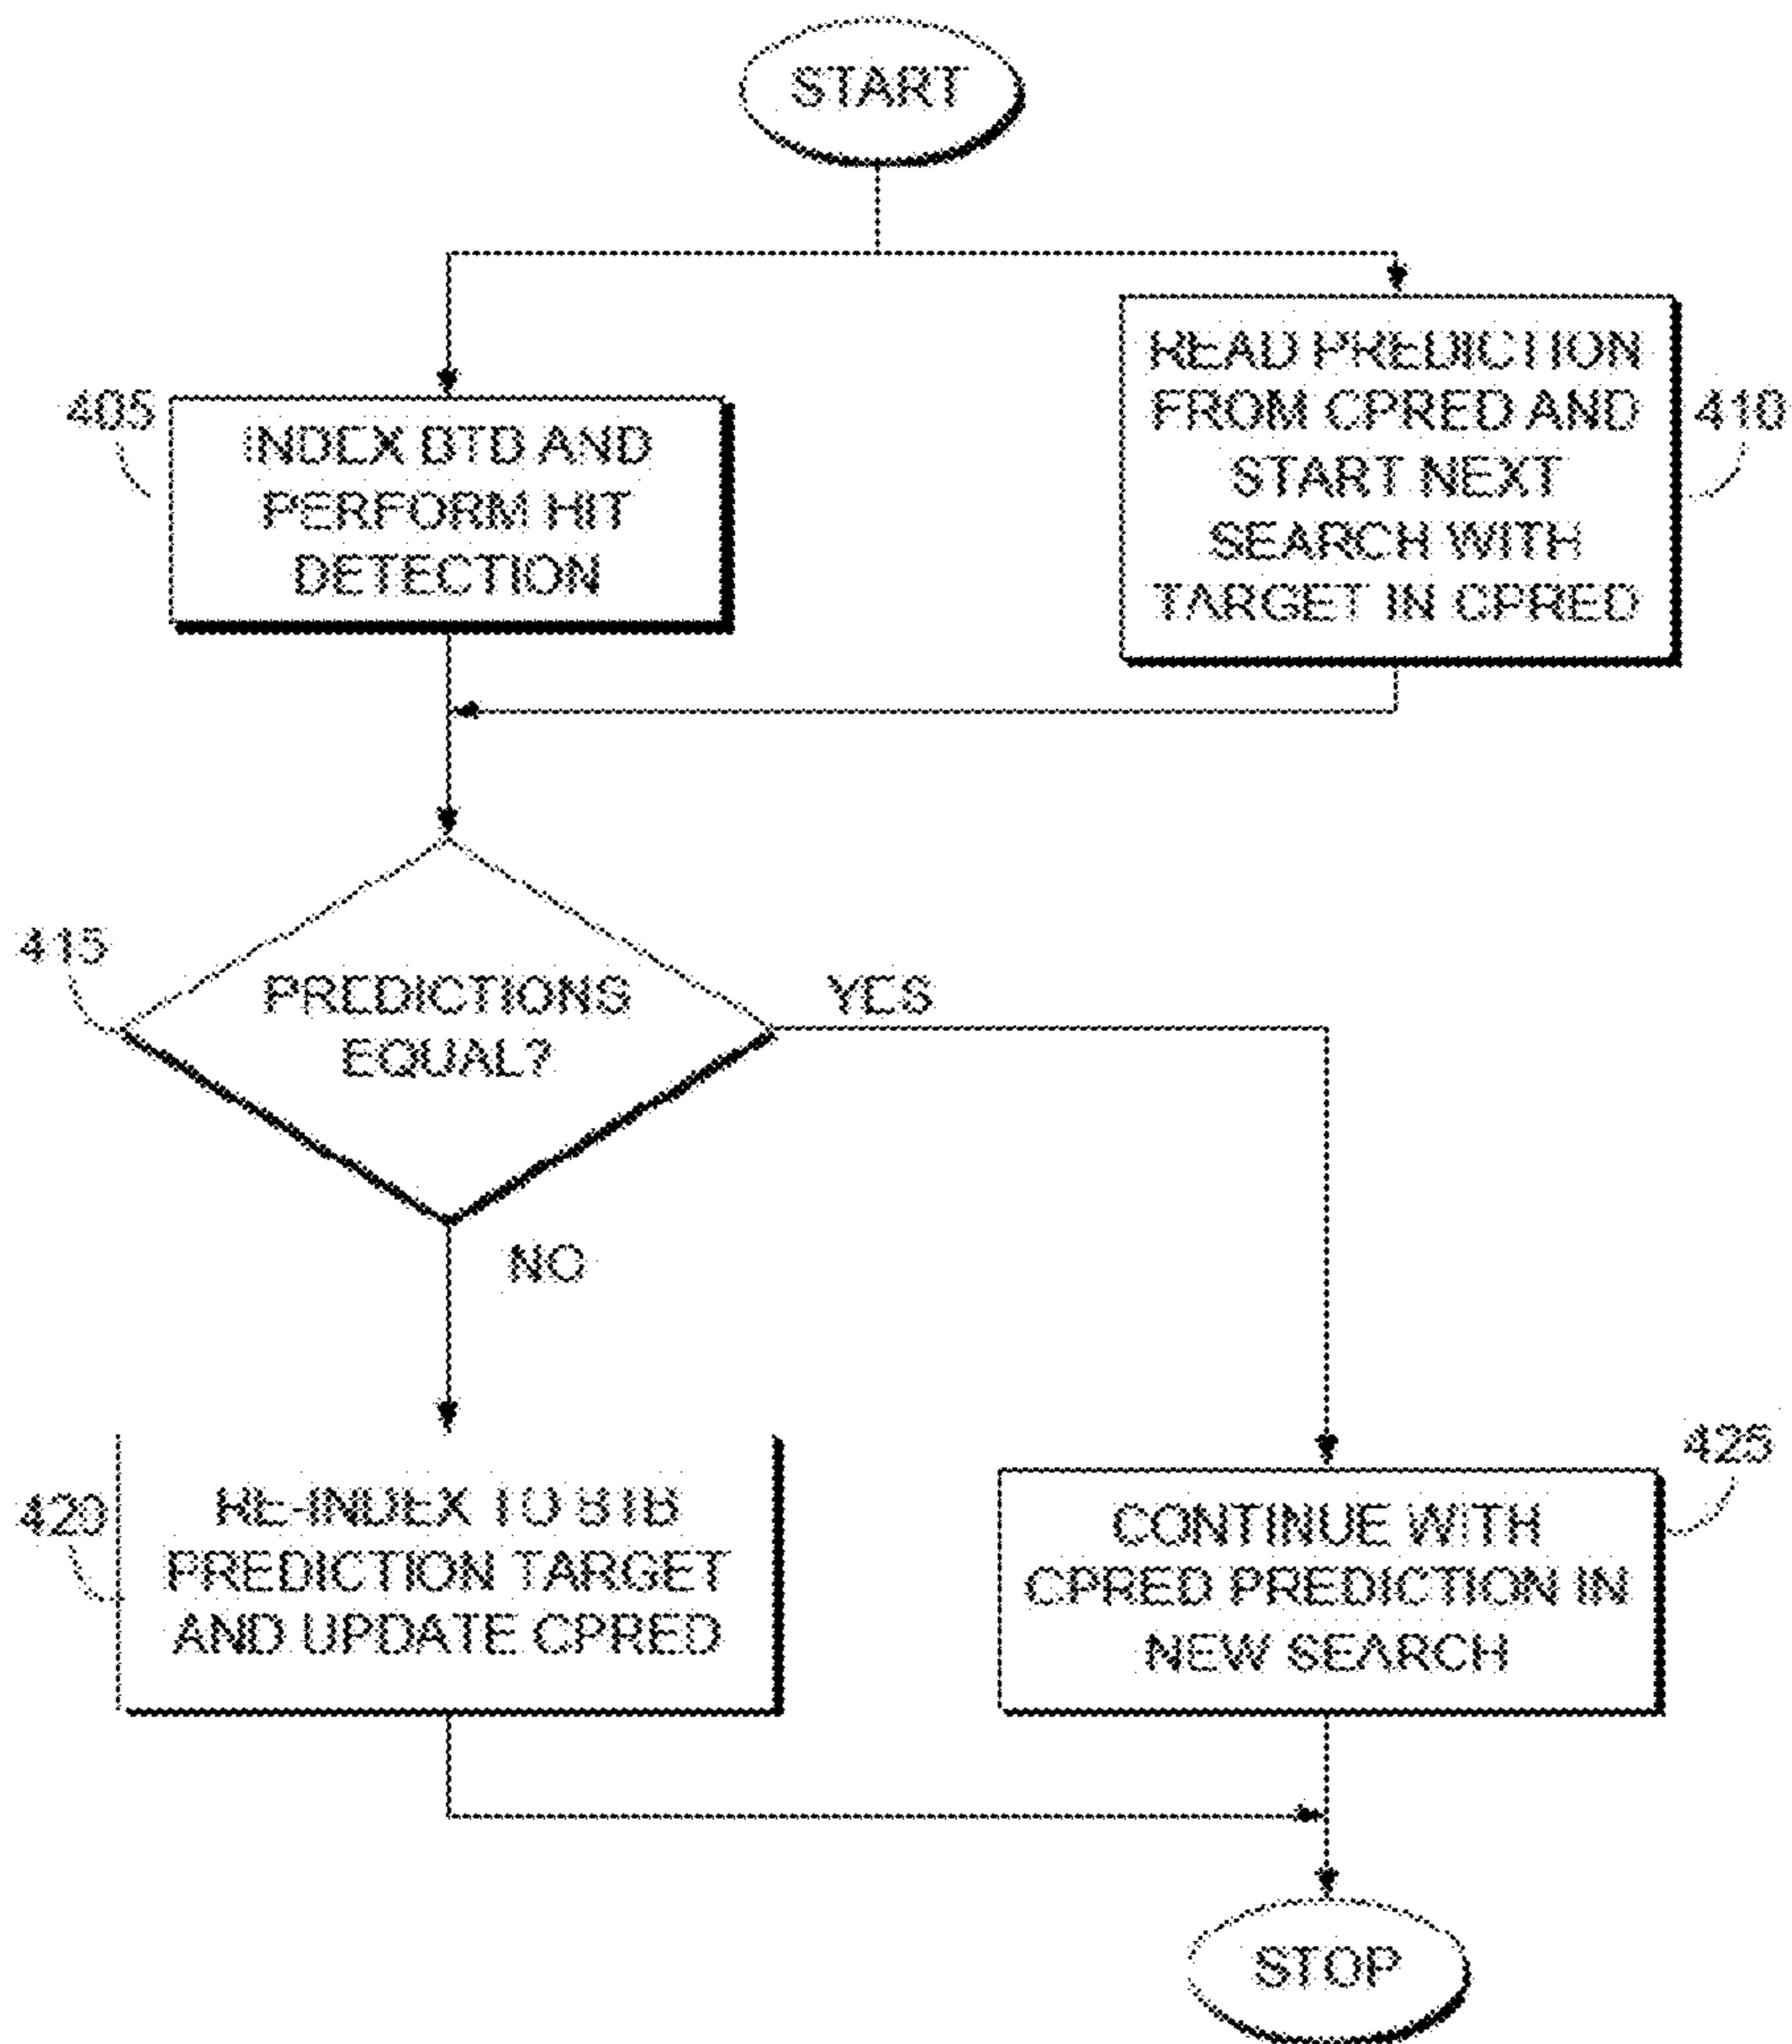 START
405
INDEX BTB AND
PERFORM HIT
DETECTION
READ PREDICTION
FROM CPRED AND
START NEXT
SEARCH WITH
TARGET IN CPRED
410
415
PREDICTIONS
EQUAL?
YES
NO
420
RE-INDEX TO BTB
PREDICTION TARGET
AND UPDATE CPRED
425
CONTINUE WITH
CPRED PREDICTION IN
NEW SEARCH
STOP